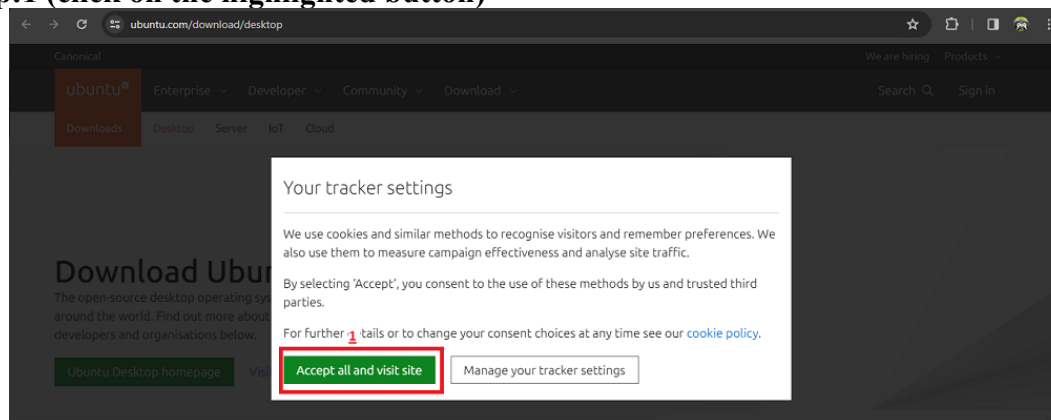 p.1 (click on the highlighted button)
ubuntu.com/download/desktop
Canonical We are hiring Products
ubuntu® Enterprise Developer Community Download Search Sign in
Downloads Desktop Server IoT Cloud
Your tracker settings
We use cookies and similar methods to recognise visitors and remember preferences. We
also use them to measure campaign effectiveness and analyse site traffic.
By selecting ‘Accept’, you consent to the use of these methods by us and trusted third
parties.
For further 1 tails or to change your consent choices at any time see our cookie policy.
Accept all and visit site Manage your tracker settings
Download Ubun
The open-source desktop operating sys
around the world. Find out more about
developers and organisations below.
Ubuntu Desktop homepage Visi